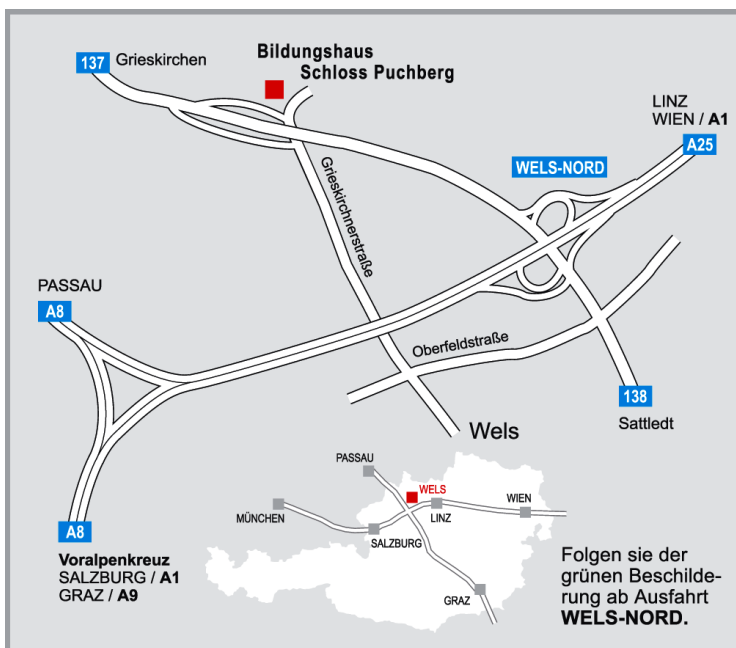 137 Grieskirchen
Bildungshaus
Schloss Puchberg
LINZ
WIEN / A1
A25
WELS-NORD
Grieskirchnerstraße
PASSAU
A8
Oberfeldstraße
138
Sattledt
Wels
A8
Voralpenkreuz
SALZBURG / A1
GRAZ / A9
PASSAU
WELS
MÜNCHEN
LINZ
WIEN
SALZBURG
GRAZ
Folgen sie der
grünen Beschilde-
rung ab Ausfahrt
WELS-NORD.